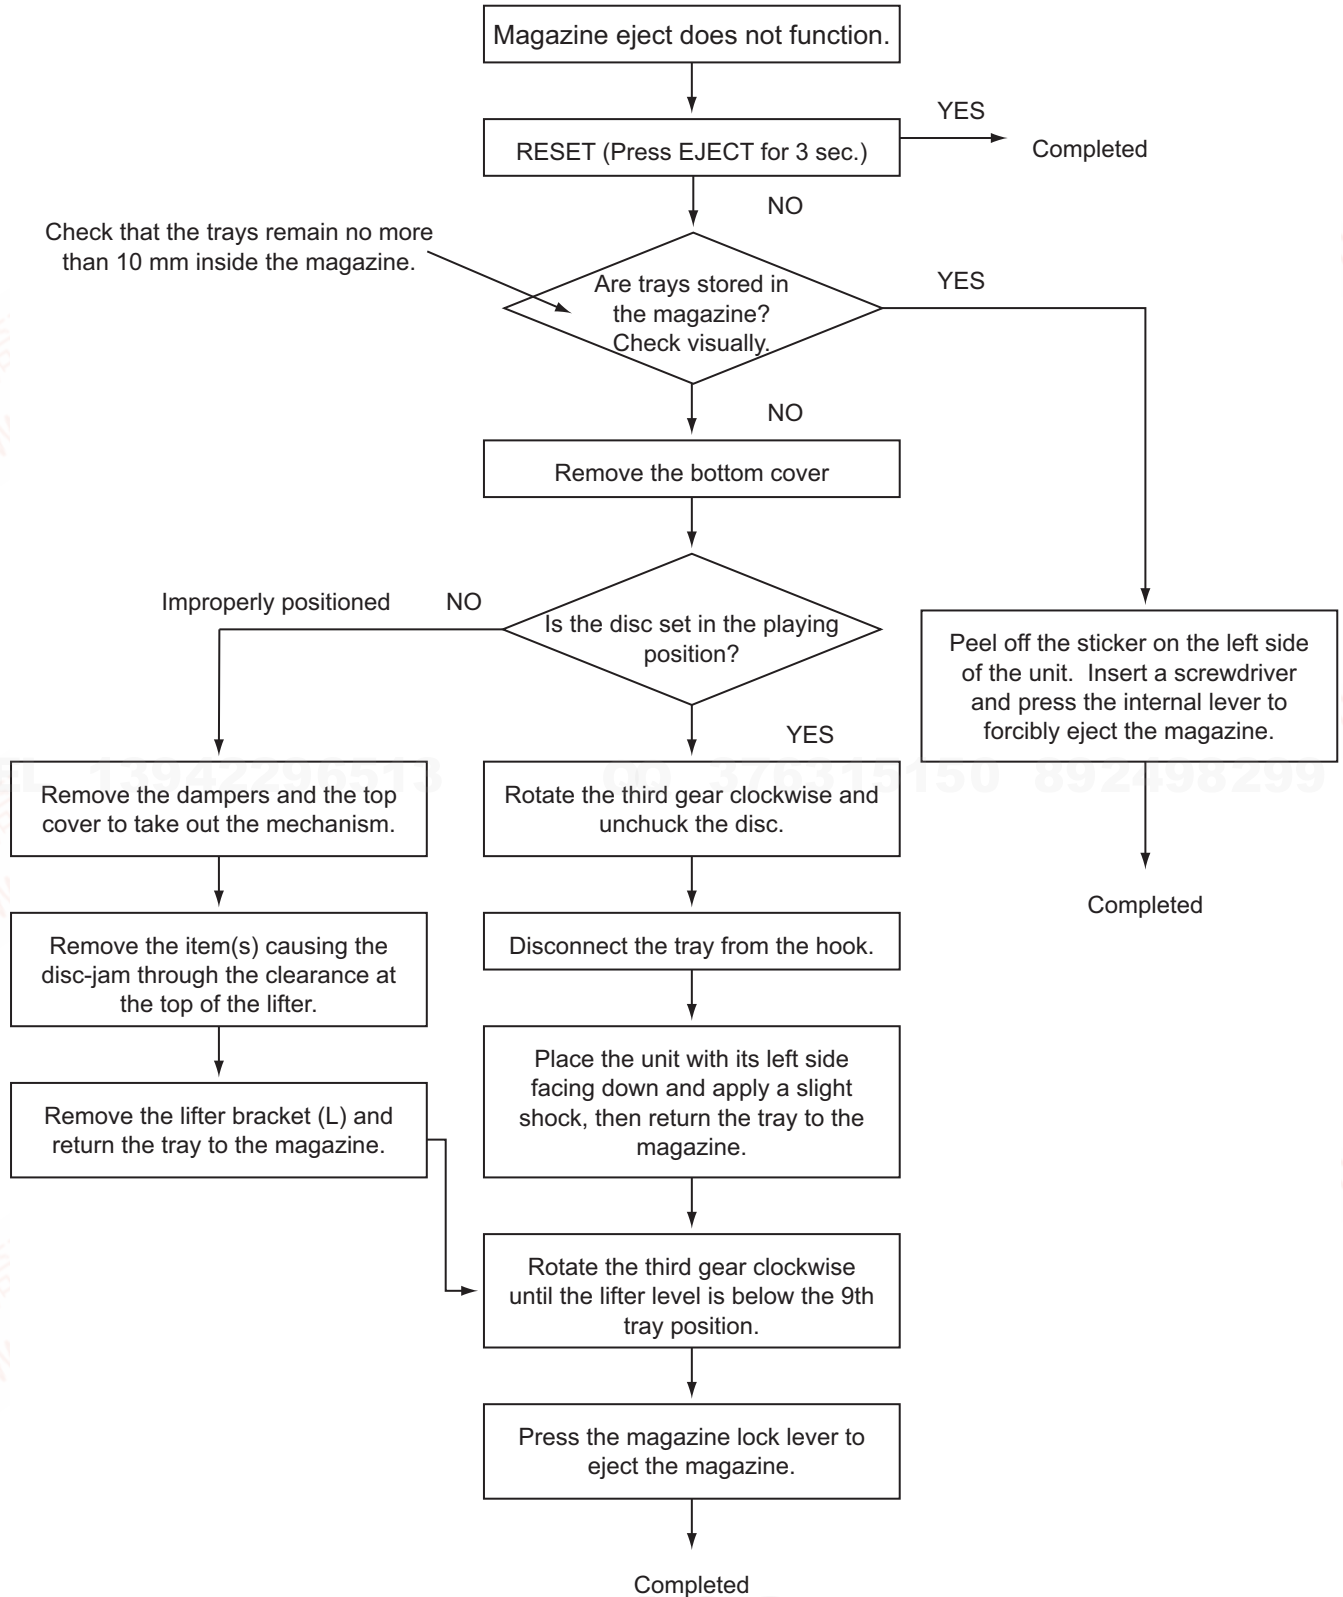 Magazine eject does not function.
YES
RESET (Press EJECT for 3 sec.)
Completed
NO
Check that the trays remain no more
than 10 mm inside the magazine.
YES
Are trays stored in
the magazine?
Check visually.
NO
Remove the bottom cover
Improperly positioned
NO
Is the disc set in the playing
position?
YES
Peel off the sticker on the left side
of the unit. Insert a screwdriver
and press the internal lever to
forcibly eject the magazine.
Completed
EL 13942296513
QQ 376315150 892498299
Remove the dampers and the top
cover to take out the mechanism.
Remove the item(s) causing the
disc-jam through the clearance at
the top of the lifter.
Remove the lifter bracket (L) and
return the tray to the magazine.
Rotate the third gear clockwise and
unchuck the disc.
Disconnect the tray from the hook.
Place the unit with its left side
facing down and apply a slight
shock, then return the tray to the
magazine.
Rotate the third gear clockwise
until the lifter level is below the 9th
tray position.
Press the magazine lock lever to
eject the magazine.
Completed